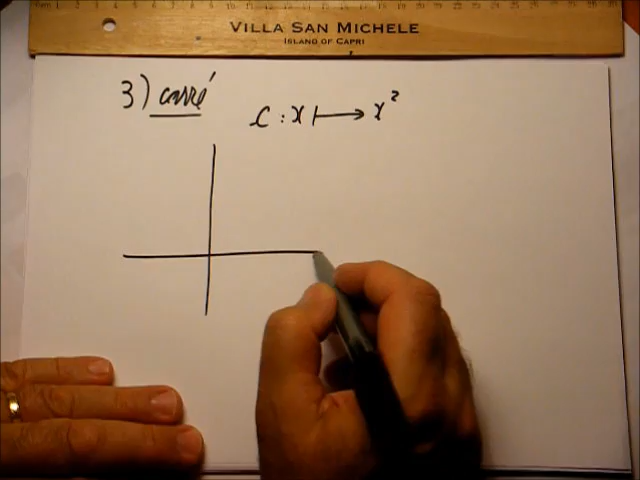 VILLA SAN MICHELE
ISLAND OF CAPRI
3) carré
C : x ↦ x²